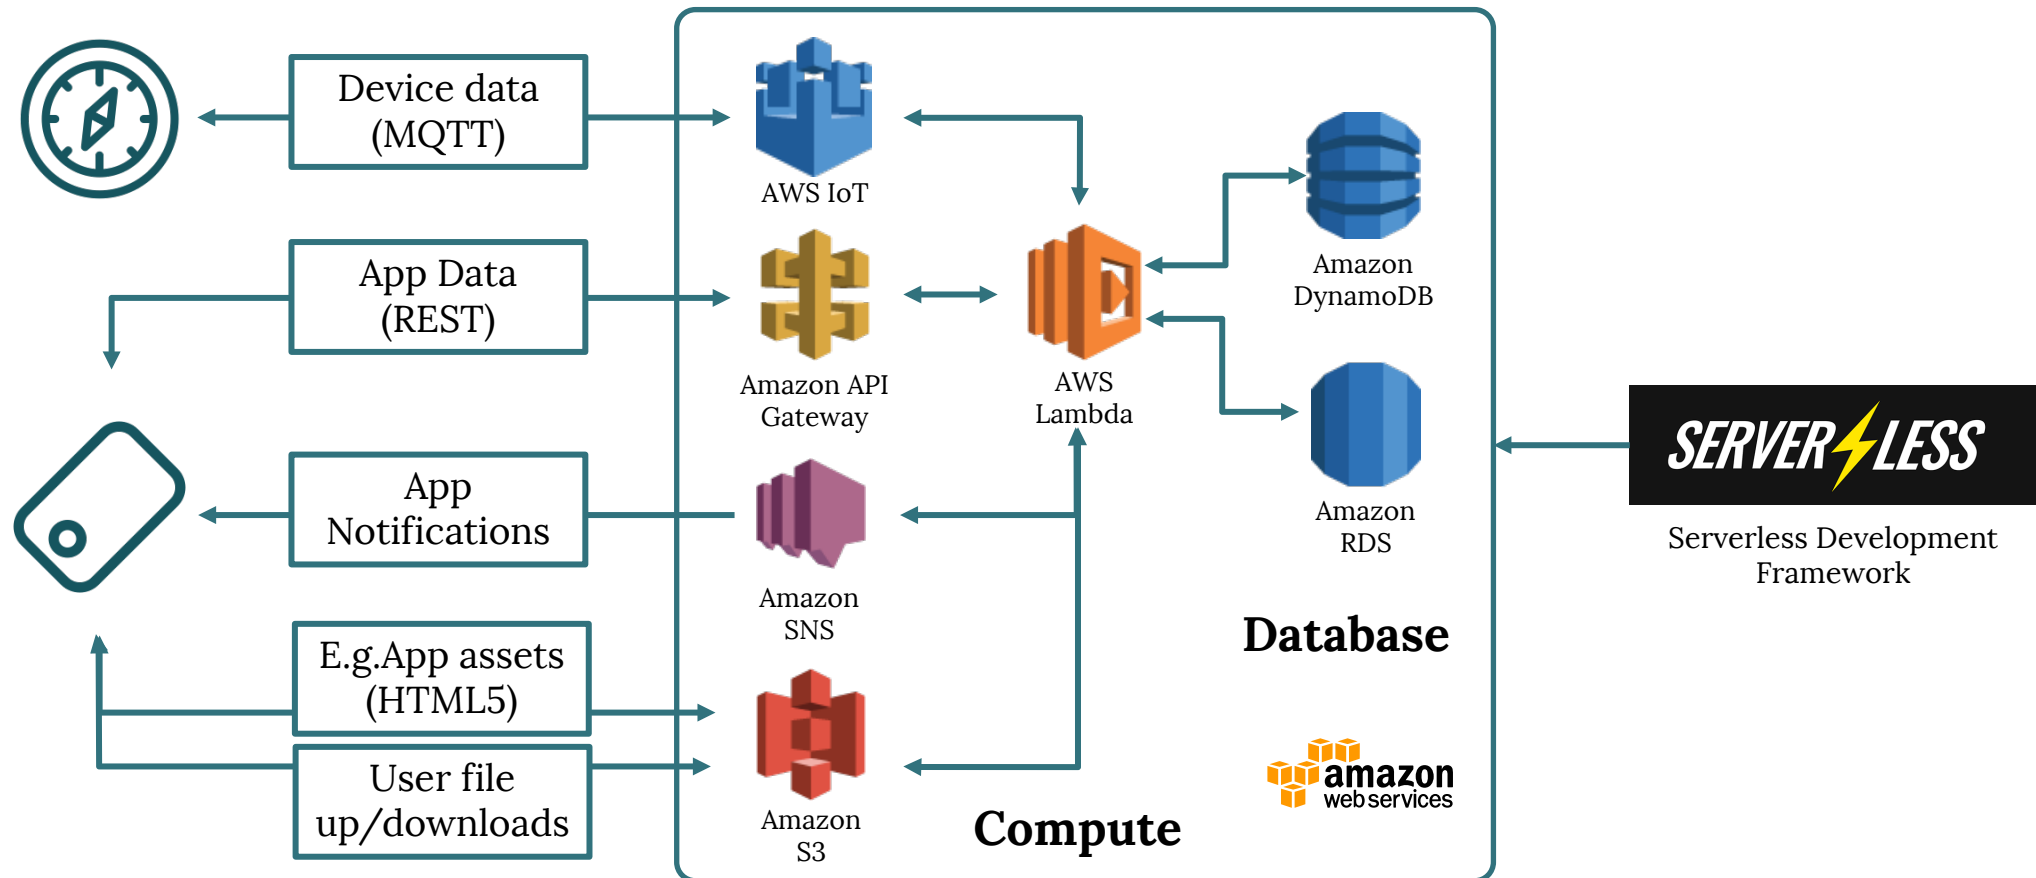 Device data
(MQTT)
AWS IoT
App Data
(REST)
Amazon API
Gateway
AWS
Lambda
Amazon
DynamoDB
Amazon
RDS
App
Notifications
Amazon
SNS
E.g.App assets
(HTML5)
User file
up/downloads
Amazon
S3
Compute
Database
amazon
web services
SERVERLESS
Serverless Development
Framework